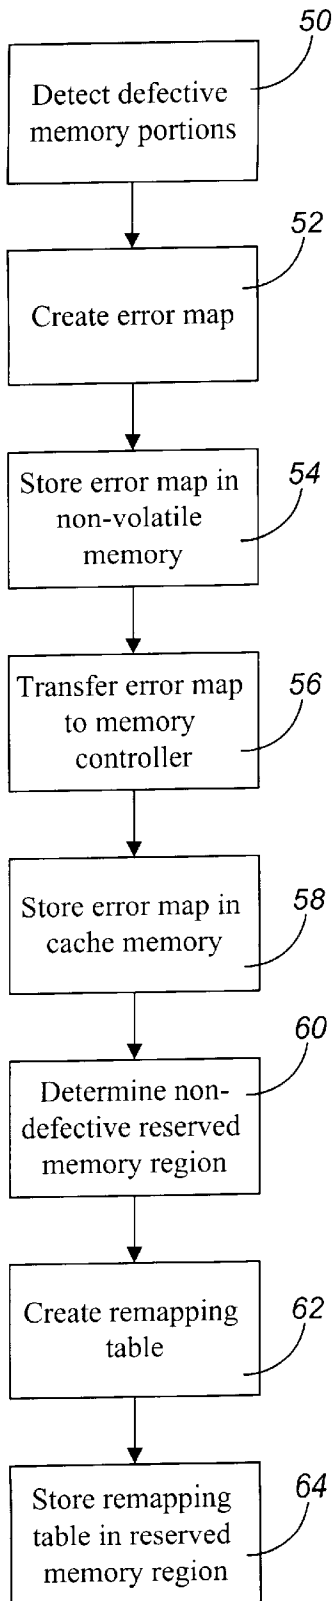 50
Detect defective
memory portions
52
Create error map
54
Store error map in
non-volatile
memory
56
Transfer error map
to memory
controller
58
Store error map in
cache memory
60
Determine non-
defective reserved
memory region
62
Create remapping
table
64
Store remapping
table in reserved
memory region